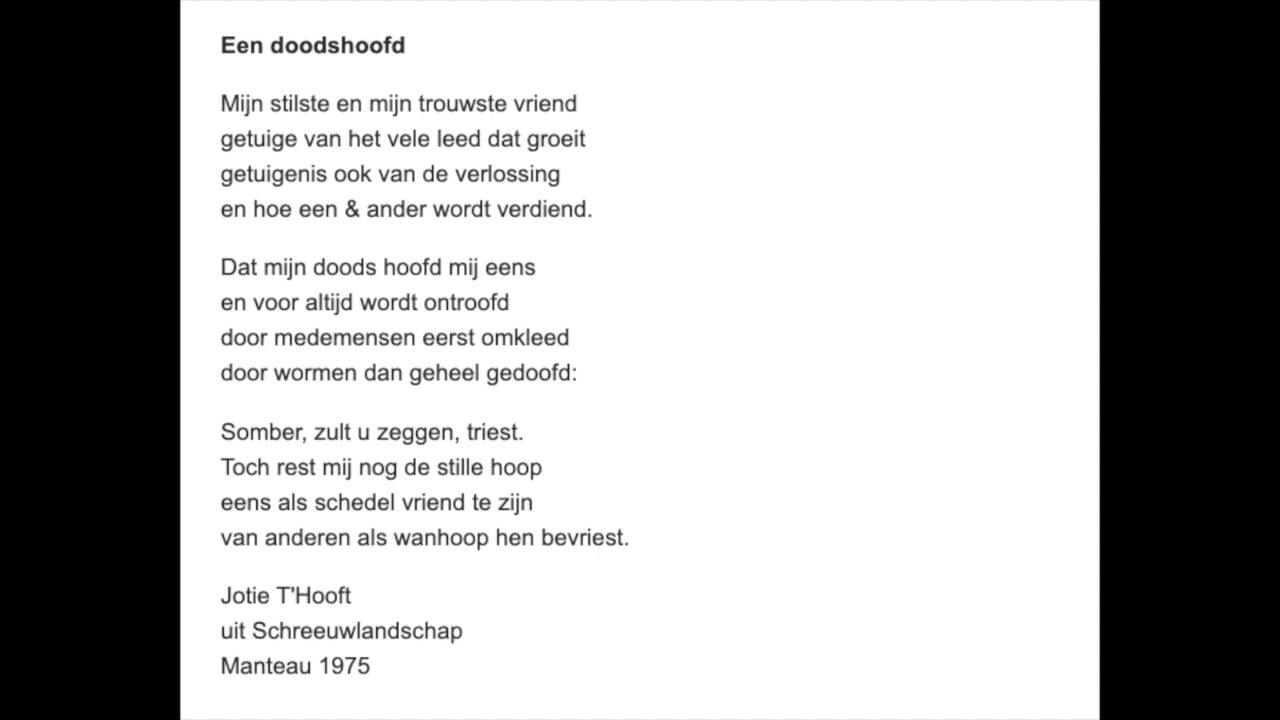 Een doodshoofd
Mijn stilste en mijn trouwste vriend
getuige van het vele leed dat groeit
getuigenis ook van de verlossing
en hoe een & ander wordt verdiend.
Dat mijn doods hoofd mij eens
en voor altijd wordt ontroofd
door medemensen eerst omkleed
door wormen dan geheel gedoofd:
Somber, zult u zeggen, triest.
Toch rest mij nog de stille hoop
eens als schedel vriend te zijn
van anderen als wanhoop hen bevriest.
Jotie T'Hooft
uit Schreeuwlandschap
Manteau 1975